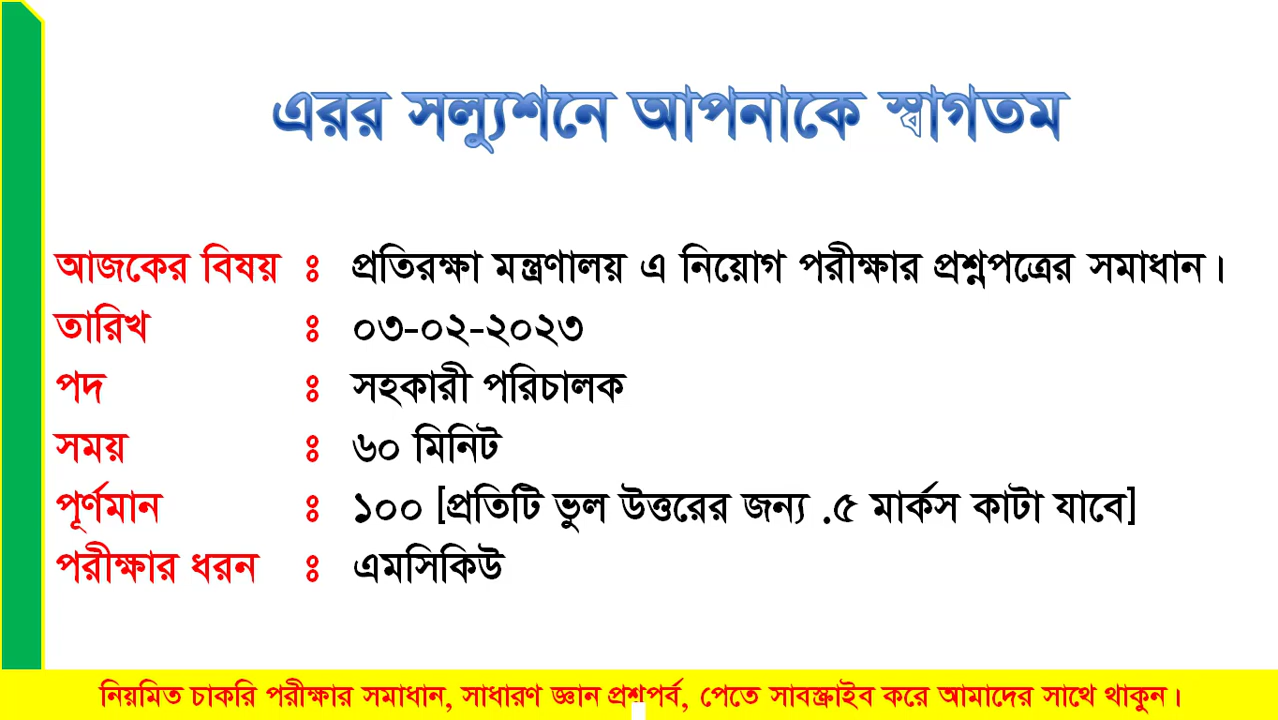 এরর সল্যুশনে আপনাকে স্বাগতম
আজকের বিষয় ঃ প্রতিরক্ষা মন্ত্রণালয় এ নিয়োগ পরীক্ষার প্রশ্নপত্রের সমাধান।
তারিখ ঃ ০৩-০২-২০২৩
পদ ঃ সহকারী পরিচালক
সময় ঃ ৬০ মিনিট
পূর্ণমান ঃ ১০০ [প্রতিটি ভুল উত্তরের জন্য .৫ মার্কস কাটা যাবে]
পরীক্ষার ধরন ঃ এমসিকিউ
নিয়মিত চাকরি পরীক্ষার সমাধান, সাধারণ জ্ঞান প্রশ্নপর্ব, পেতে সাবস্ক্রাইব করে আমাদের সাথে থাকুন।